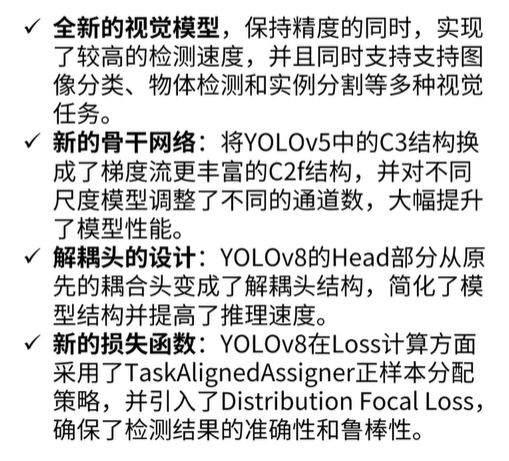 ✓ 全新的视觉模型，保持精度的同时，实现
了较高的检测速度，并且同时支持支持图
像分类、物体检测和实例分割等多种视觉
任务。
✓ 新的骨干网络：将YOLOv5中的C3结构换
成了梯度流更丰富的C2f结构，并对不同
尺度模型调整了不同的通道数，大幅提升
了模型性能。
✓ 解耦头的设计：YOLOv8的Head部分从原
先的耦合头变成了解耦头结构，简化了模
型结构并提高了推理速度。
✓ 新的损失函数：YOLOv8在Loss计算方面
采用了TaskAlignedAssigner正样本分配
策略，并引入了Distribution Focal Loss，
确保了检测结果的准确性和鲁棒性。